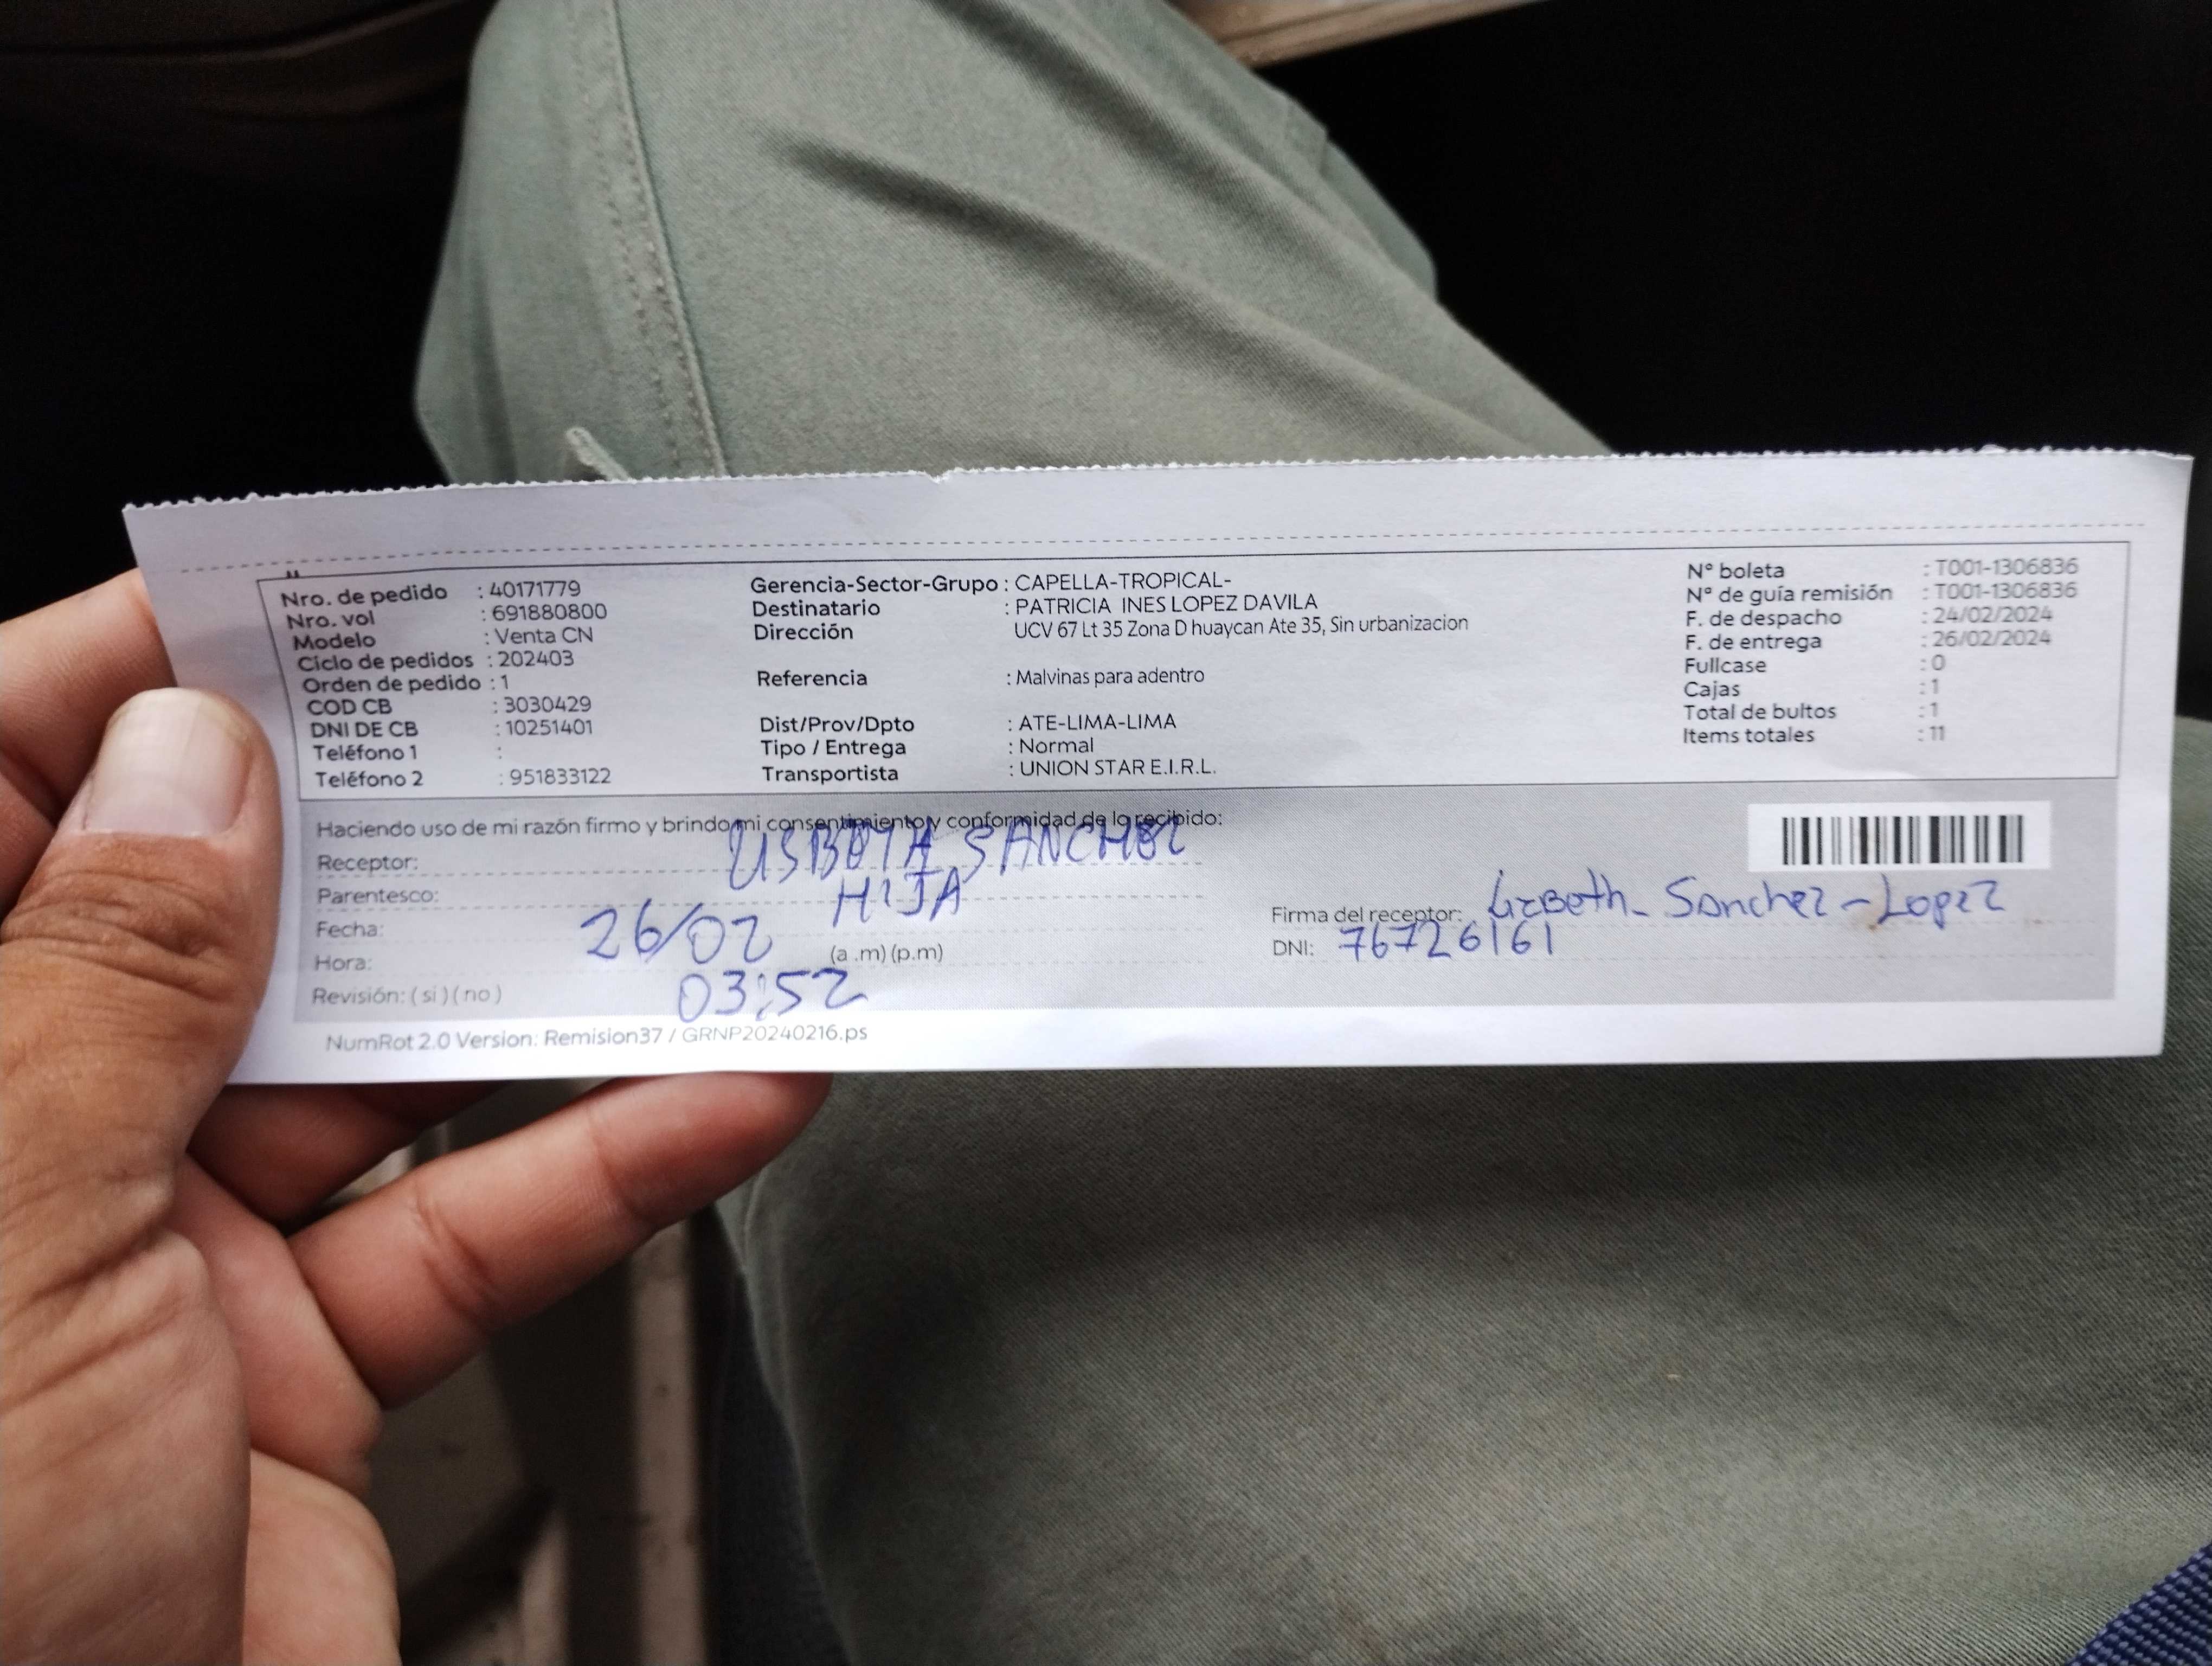 Nro. de pedido : 40171779
Nro. vol : 691880800
Modelo : Venta CN
Ciclo de pedidos : 202403
Orden de pedido : 1
COD CB : 3030429
DNI DE CB : 10251401
Teléfono 1 :
Teléfono 2 : 951833122
Gerencia-Sector-Grupo : CAPELLA-TROPICAL-
Destinatario : PATRICIA INES LOPEZ DAVILA
Dirección UCV 67 Lt 35 Zona D huaycan Ate 35, Sin urbanizacion
Referencia : Malvinas para adentro
Dist/Prov/Dpto : ATE-LIMA-LIMA
Tipo / Entrega : Normal
Transportista : UNION STAR E.I.R.L.
N° boleta : T001-1306836
N° de guía remisión : T001-1306836
F. de despacho : 24/02/2024
F. de entrega : 26/02/2024
Fullcase : 0
Cajas : 1
Total de bultos : 1
Items totales : 11
Haciendo uso de mi razón firmo y brindo mi consentimiento y conformidad de lo recibido:
Receptor: LISBETH SANCHEZ
Parentesco: HIJA
Fecha: 26/02
Hora: 03:52 (a .m) (p.m)
Revisión: ( si ) ( no )
Firma del receptor: Lizbeth - Sanchez - Lopez
DNI: 76726161
NumRot 2.0 Version: Remision37 / GRNP20240216.ps